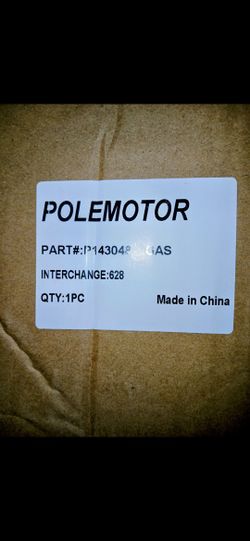 POLEMOTOR
PART#:
INTERCHANGE:628
QTY:1PC
Made in China